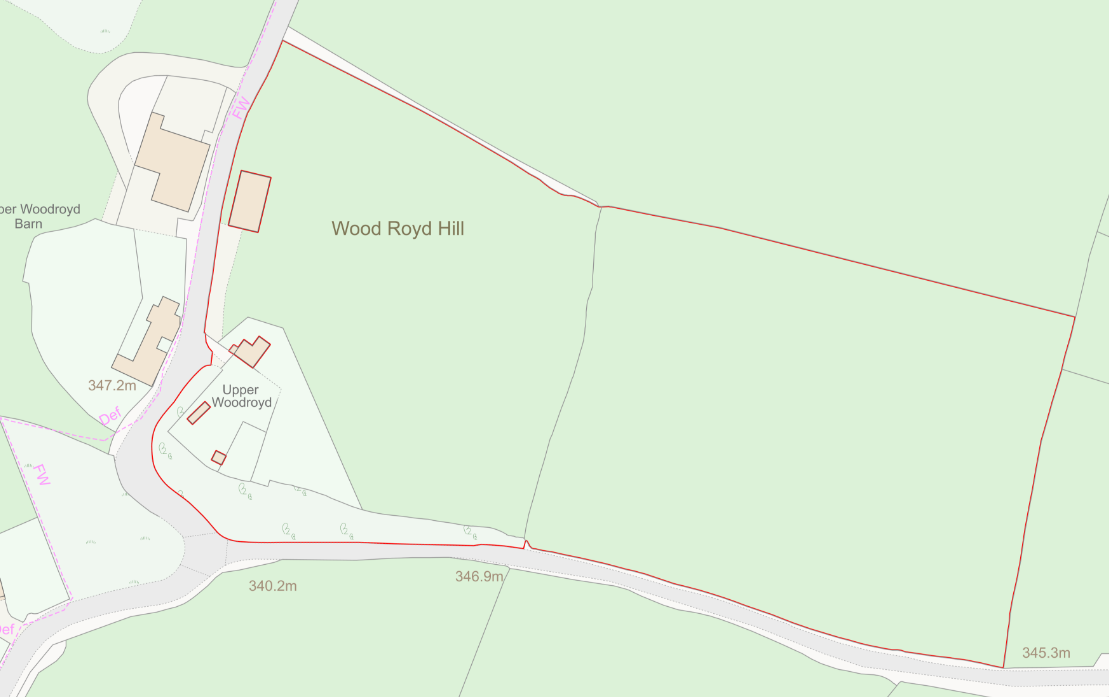 FW
per Woodroyd
Barn
Wood Royd Hill
347.2m
Upper
Woodroyd
Def
FW
346.9m
340.2m
Def
345.3m